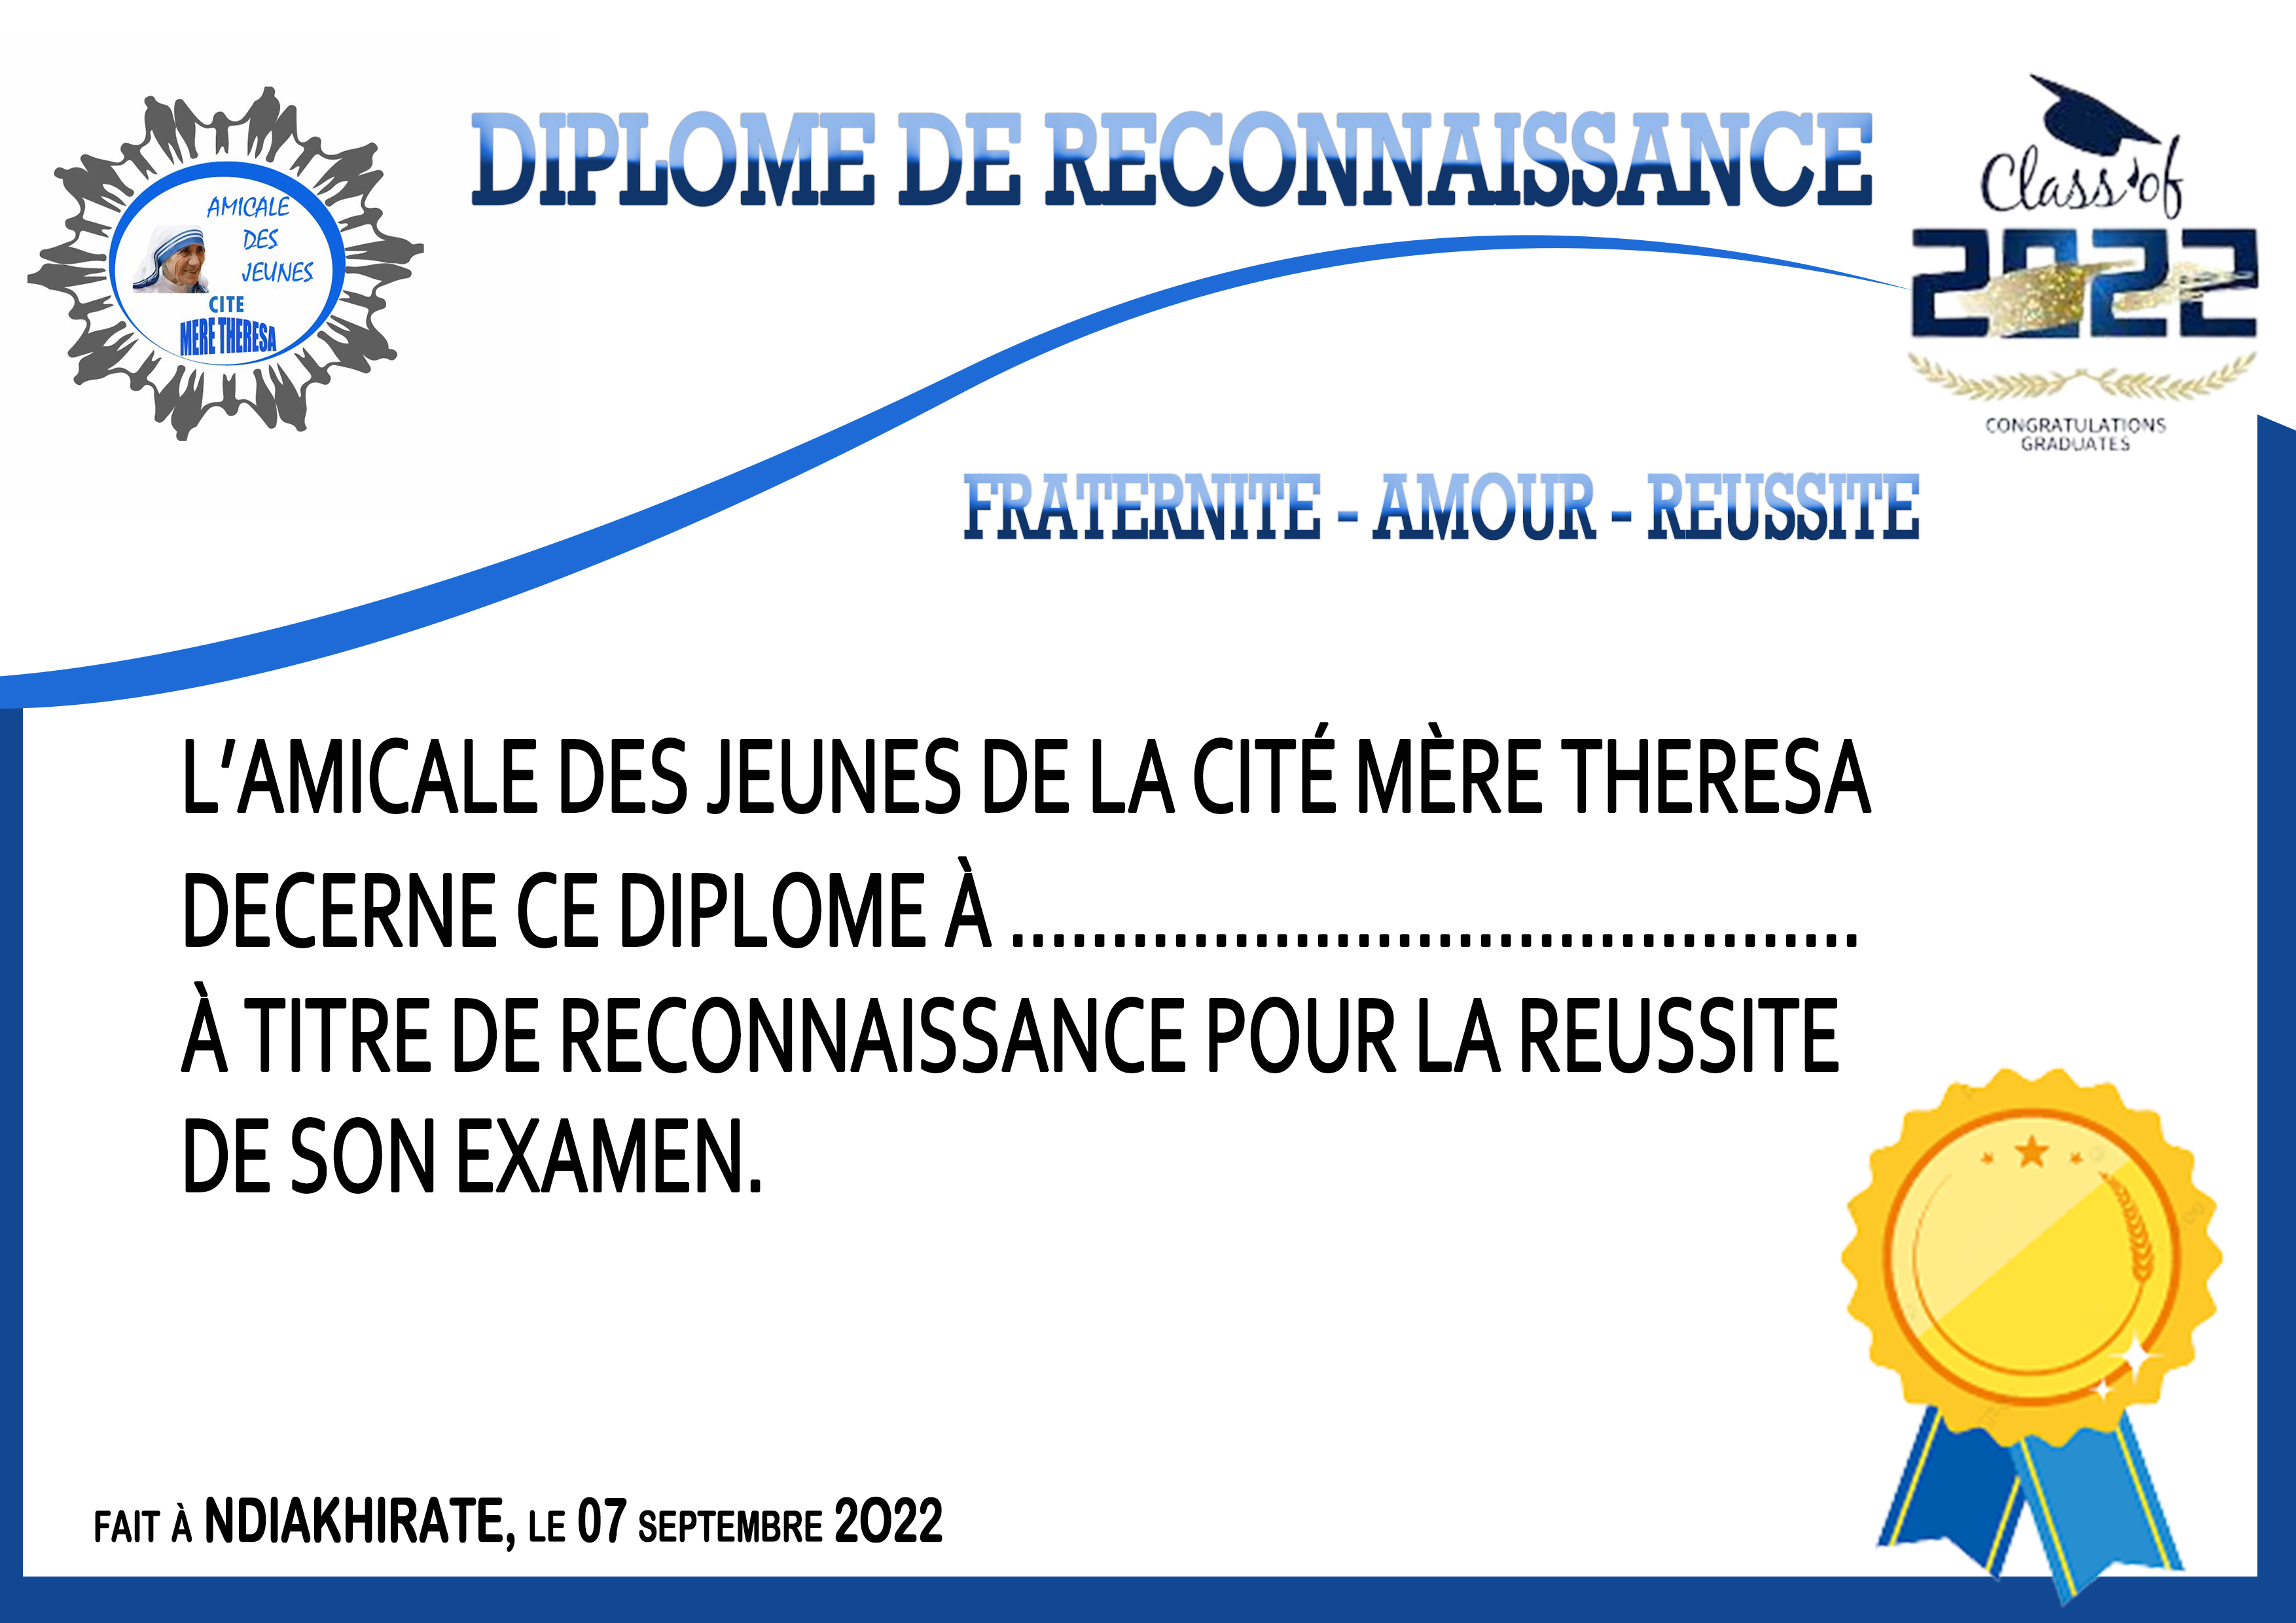 DIPLOME DE RECONNAISSANCE
AMICALE
DES
JEUNES
CITE
MERE THERESA
Class of
2022
CONGRATULATIONS
GRADUATES
FRATERNITE - AMOUR - REUSSITE
L'AMICALE DES JEUNES DE LA CITÉ MÈRE THERESA
DECERNE CE DIPLOME À ..........................................
À TITRE DE RECONNAISSANCE POUR LA REUSSITE
DE SON EXAMEN.
FAIT À NDIAKHIRATE, LE 07 SEPTEMBRE 2022